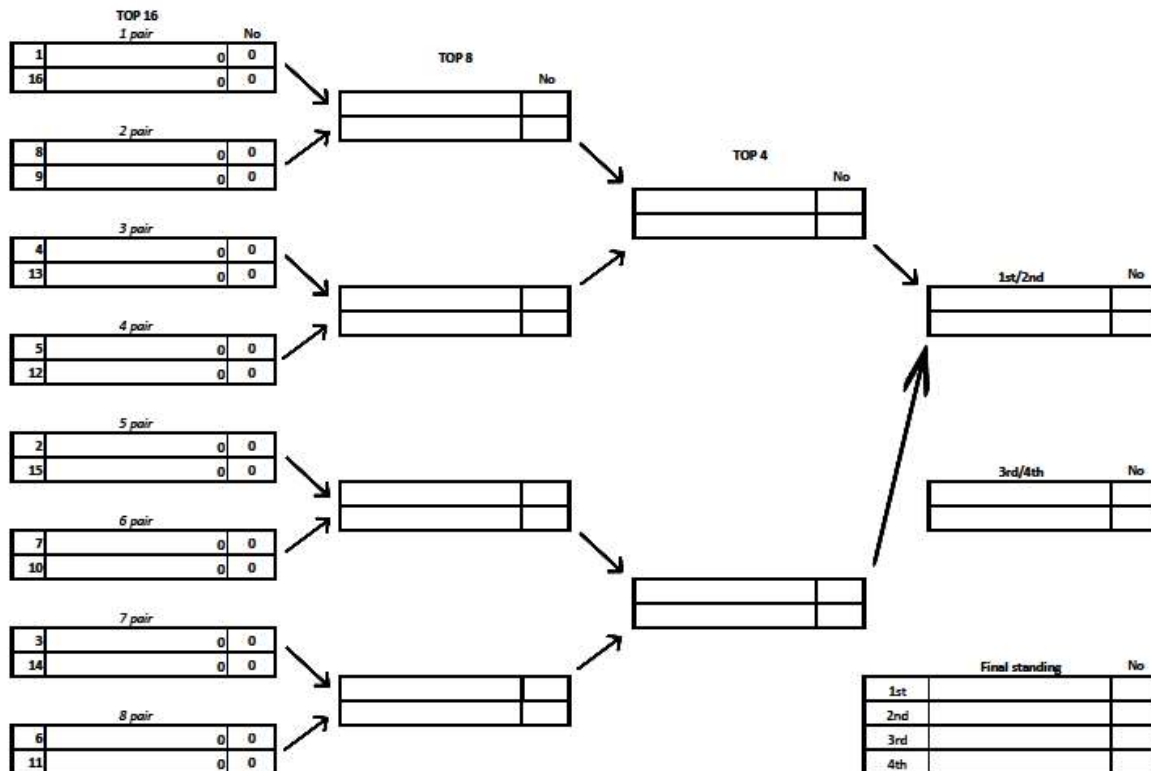 TOP 16
1 pair No
1 0 0
16 0 0
2 pair
8 0 0
9 0 0
3 pair
4 0 0
13 0 0
4 pair
5 0 0
12 0 0
5 pair
2 0 0
15 0 0
6 pair
7 0 0
10 0 0
7 pair
3 0 0
14 0 0
8 pair
6 0 0
11 0 0
TOP 8
No
TOP 4
No
1st/2nd No
3rd/4th No
Final standing No
1st
2nd
3rd
4th